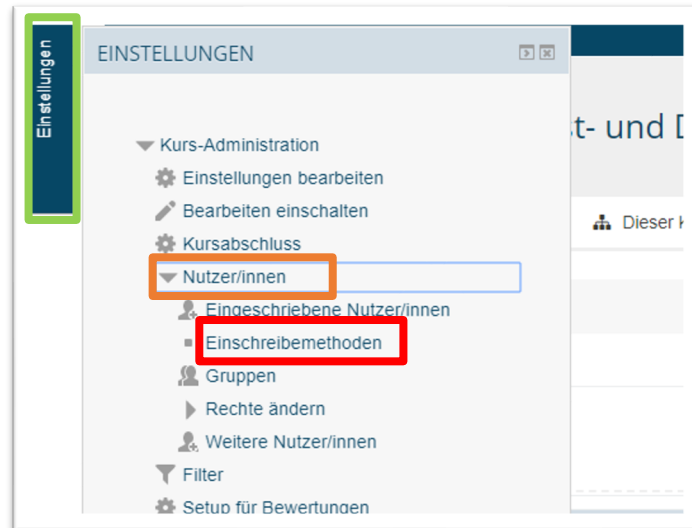 Einstellungen
EINSTELLUNGEN
t- und
Kurs-Administration
Einstellungen bearbeiten
Bearbeiten einschalten
Dieser
Kursabschluss
Nutzer/innen
Eingeschriebene Nutzer/innen
Einschreibemethoden
Gruppen
Rechte ändern
Weitere Nutzer/innen
Filter
Setup für Bewertungen